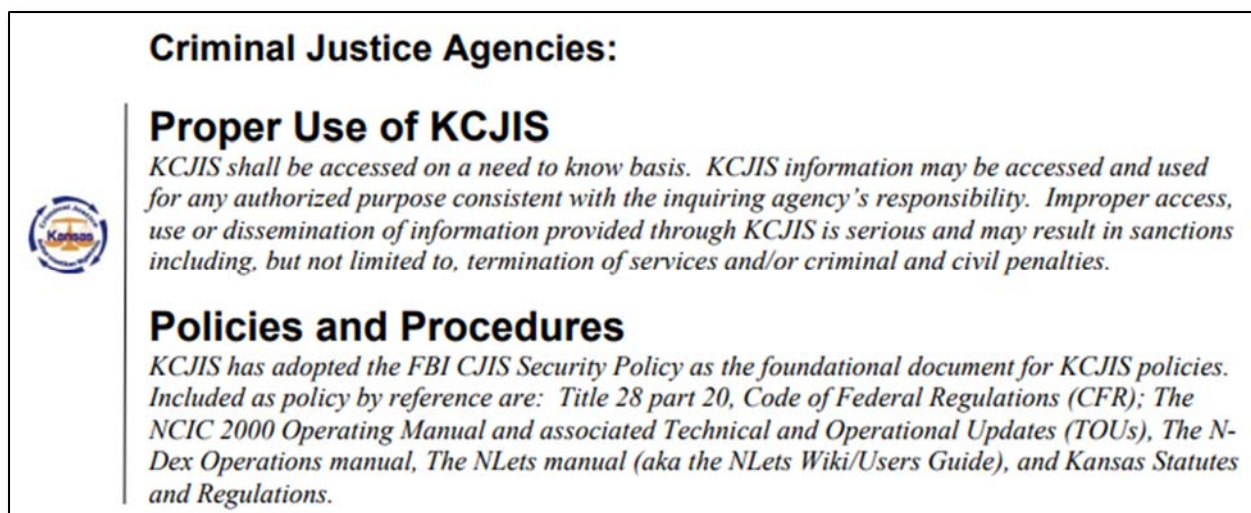 Criminal Justice Agencies:
Proper Use of KCJIS
KCJIS shall be accessed on a need to know basis.  KCJIS information may be accessed and used
for any authorized purpose consistent with the inquiring agency's responsibility.  Improper access,
use or dissemination of information provided through KCJIS is serious and may result in sanctions
including, but not limited to, termination of services and/or criminal and civil penalties.
Kansas
Policies and Procedures
KCJIS has adopted the FBI CJIS Security Policy as the foundational document for KCJIS policies.
Included as policy by reference are:  Title 28 part 20, Code of Federal Regulations (CFR); The
NCIC 2000 Operating Manual and associated Technical and Operational Updates (TOUs), The N-
Dex Operations manual, The NLets manual (aka the NLets Wiki/Users Guide), and Kansas Statutes
and Regulations.